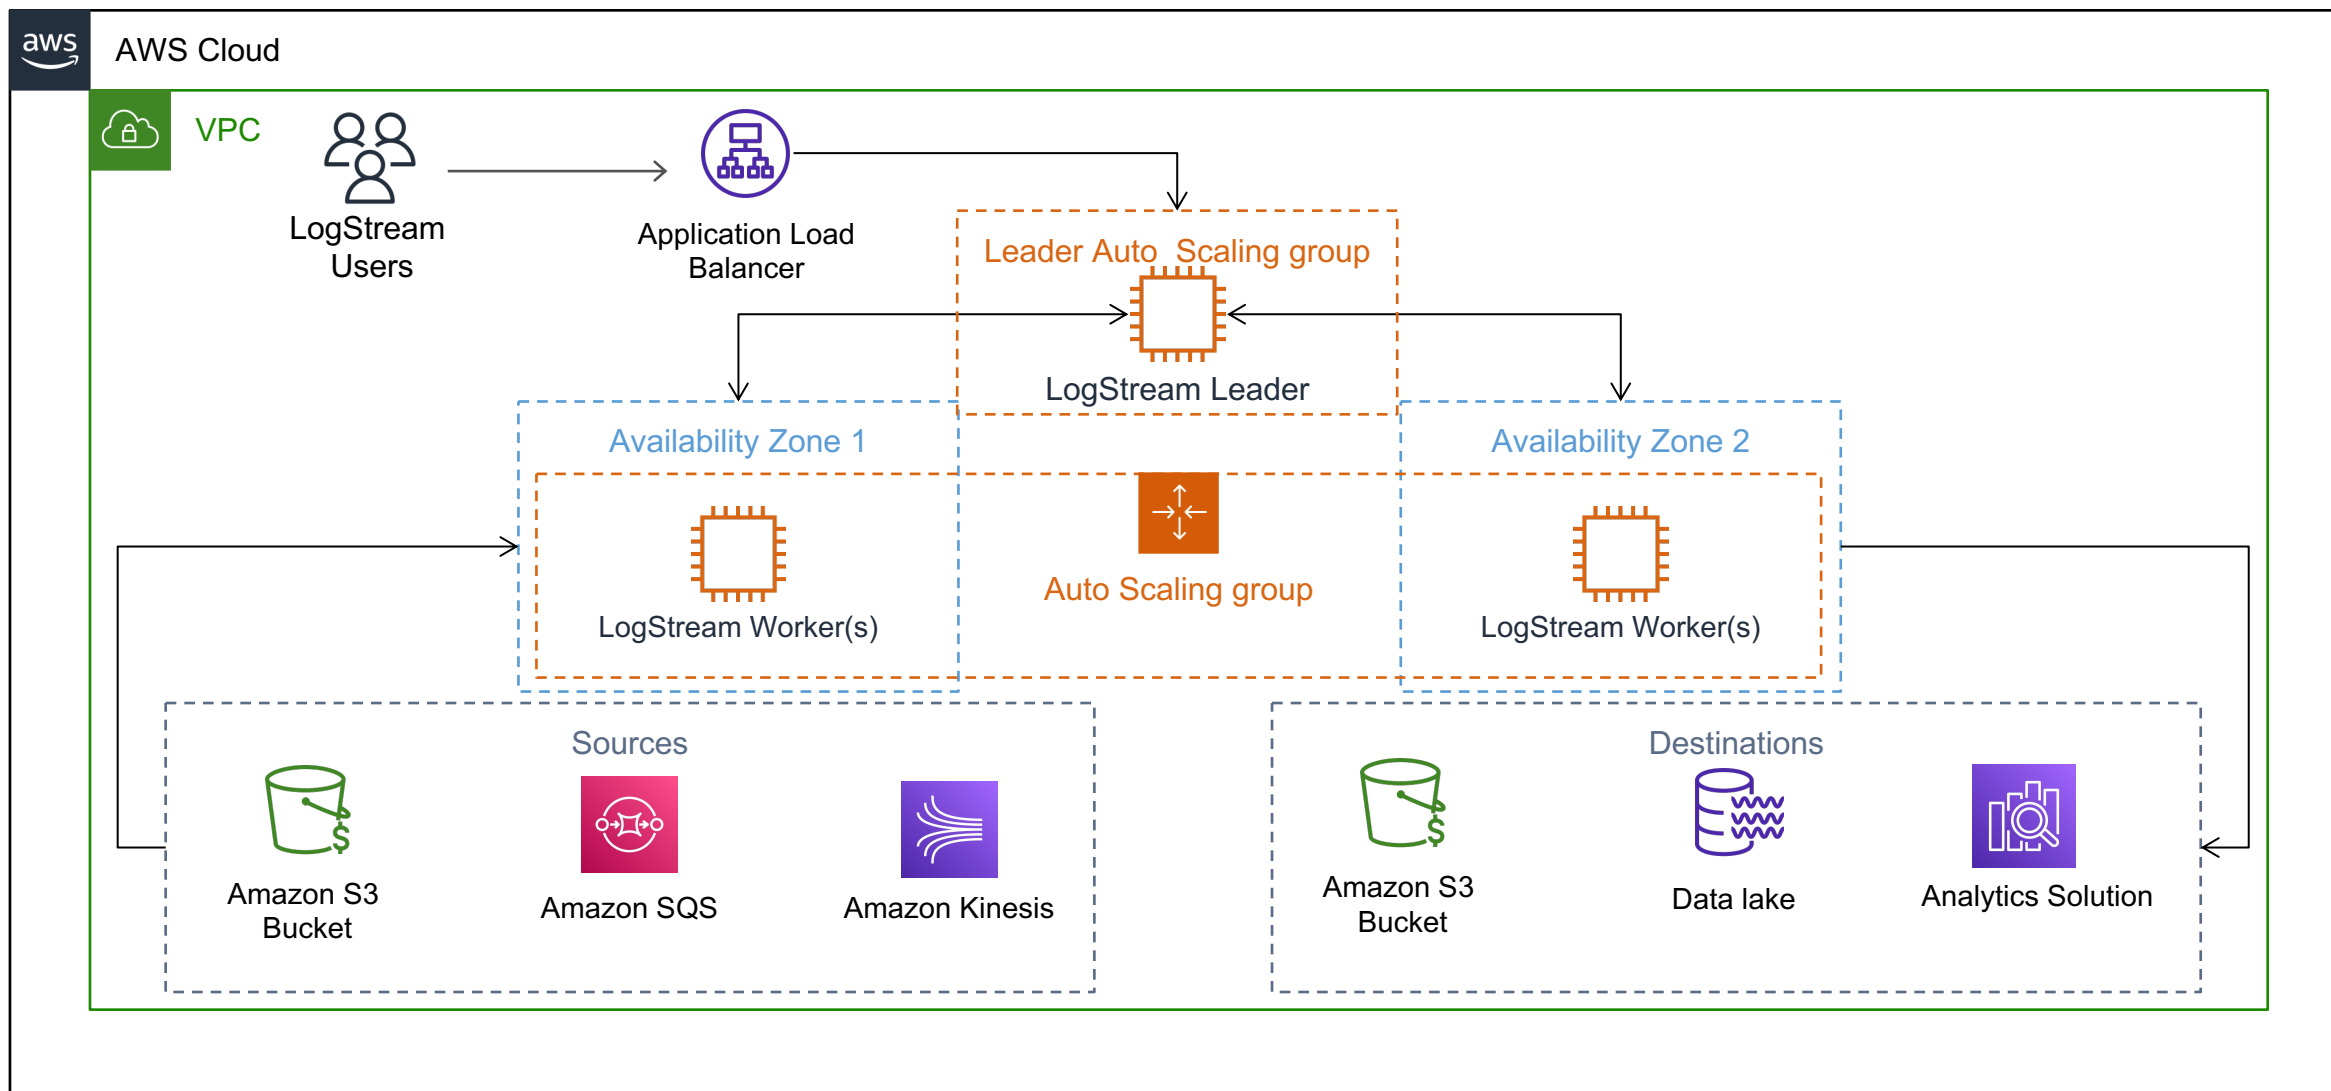 aws
AWS Cloud
VPC
LogStream
Users
Application Load
Balancer
Leader Auto  Scaling group
LogStream Leader
Availability Zone 1
Availability Zone 2
Auto Scaling group
LogStream Worker(s)
LogStream Worker(s)
Sources
$
Amazon S3
Bucket
Amazon SQS
Amazon Kinesis
Destinations
$
Amazon S3
Bucket
Data lake
Analytics Solution